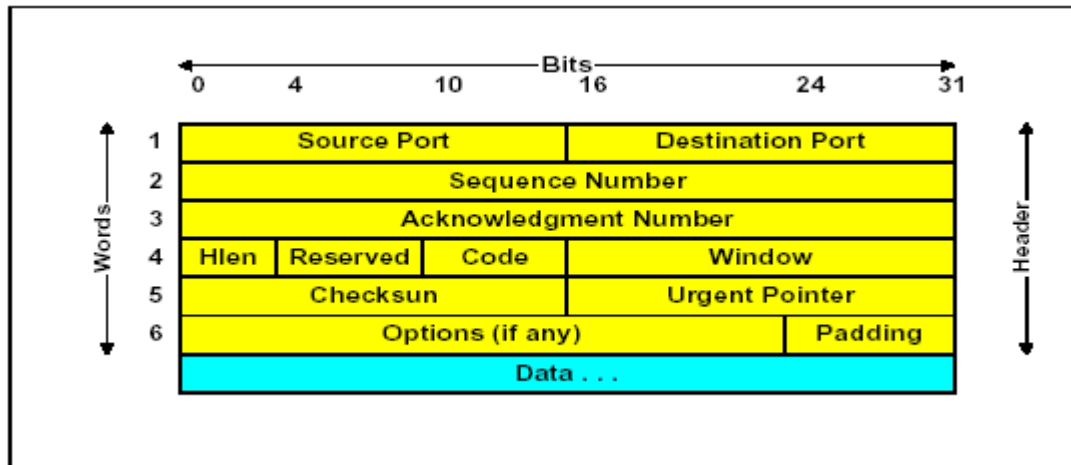 Bits
0 4 10 16 24 31
Words
Header
1 Source Port Destination Port
2 Sequence Number
3 Acknowledgment Number
4 Hlen Reserved Code Window
5 Checksun Urgent Pointer
6 Options (if any) Padding
Data . . .